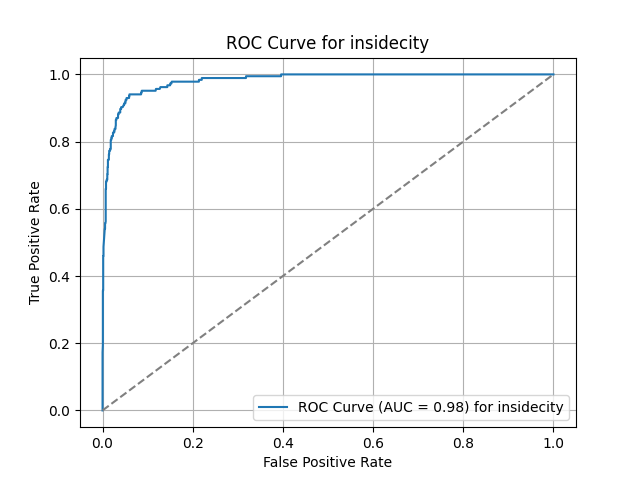 ROC Curve for insidecity
True Positive Rate
1.0
0.8
0.6
0.4
0.2
0.0
ROC Curve (AUC = 0.98) for insidecity
0.0 0.2 0.4 0.6 0.8 1.0
False Positive Rate